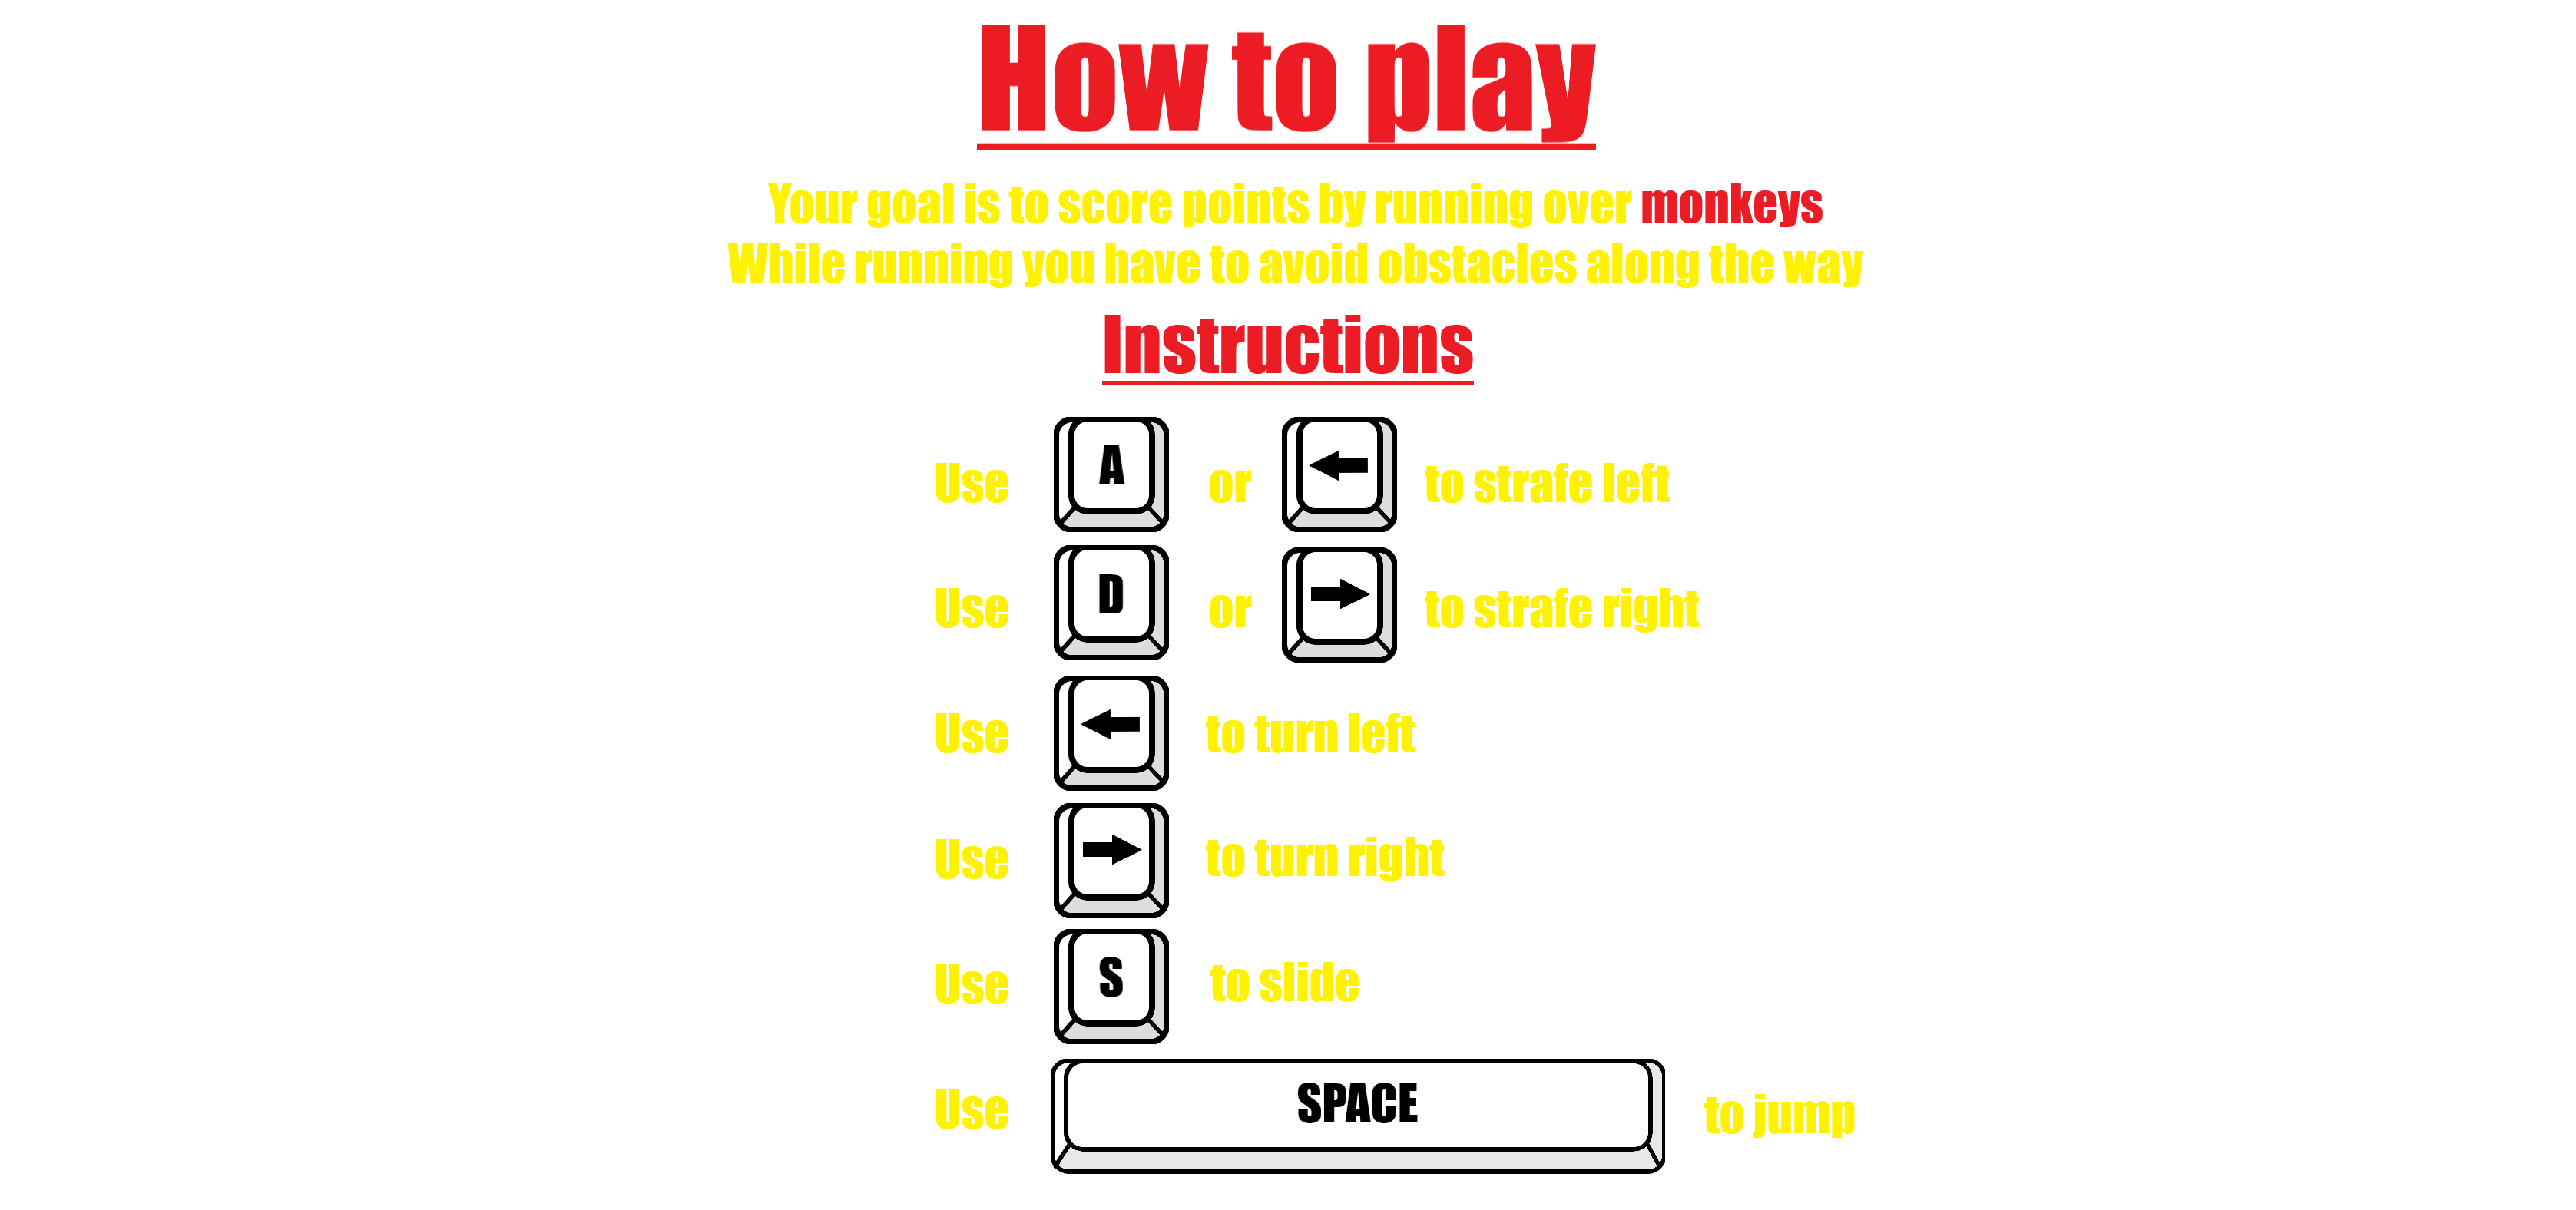 How to play
Your goal is to score points by running over monkeys
While running you have to avoid obstacles along the way
Instructions
Use A or ← to strafe left
Use D or → to strafe right
Use ← to turn left
Use → to turn right
Use S to slide
Use SPACE to jump